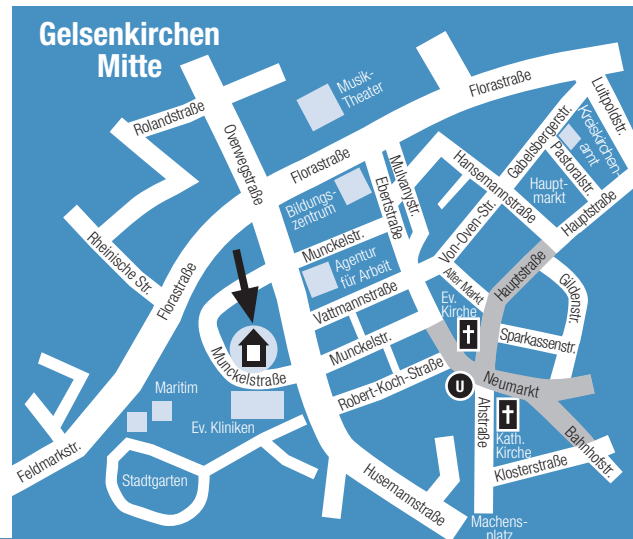 Gelsenkirchen
Mitte
Musik-
Theater
Florastraße
Luitpoldstr.
Rolandstraße
Overwegstraße
Gabelsbergerstr.
Kreiskirchen-
amt
Pastoralstr.
Mulvanystr.
Hansemannstraße
Florastraße
Haupt-
markt
Bildungs-
zentrum
Ebertstraße
Hauptstraße
Von-Oven-Str.
Munckelstr.
Rheinische Str.
Agentur
für Arbeit
Alter Markt
Hauptstraße
Gildenstr.
Florastraße
Vattmannstraße
Ev.
Kirche
Munckelstr.
Sparkassenstr.
Munckelstraße
Robert-Koch-Straße
U
Neumarkt
Maritim
Ev. Kliniken
Ahstraße
Kath.
Kirche
Bahnhofstr.
Feldmarkstr.
Stadtgarten
Klosterstraße
Husemannstraße
Machens-
platz